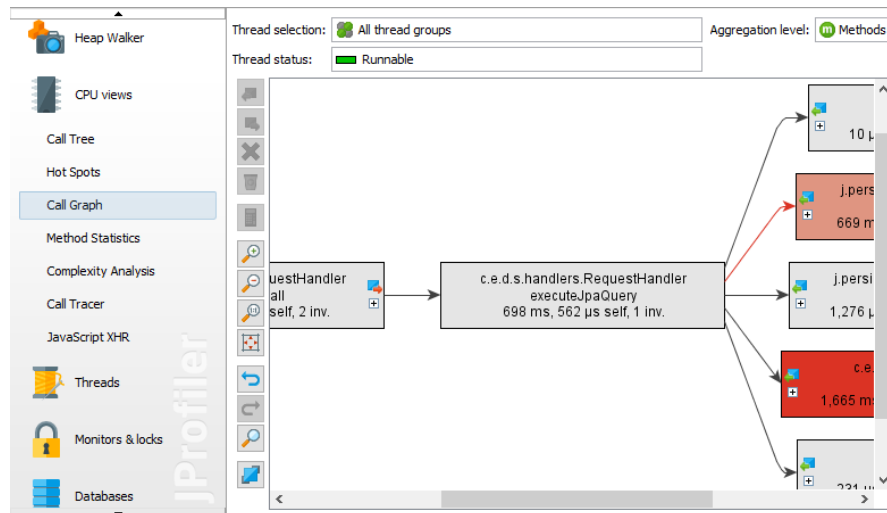 Heap Walker
CPU views
Call Tree
Hot Spots
Call Graph
Method Statistics
Complexity Analysis
Call Tracer
JavaScript XHR
Threads
Monitors & locks
Databases
JProfiler
Thread selection: All thread groups Aggregation level: m Methods
Thread status: Runnable
10 µ
j.pers
669 m
uestHandler
all
self, 2 inv.
c.e.d.s.handlers.RequestHandler
executeJpaQuery
698 ms, 562 µs self, 1 inv.
j.persi
1,276 µ
c.e.
1,665 ms
231 µ